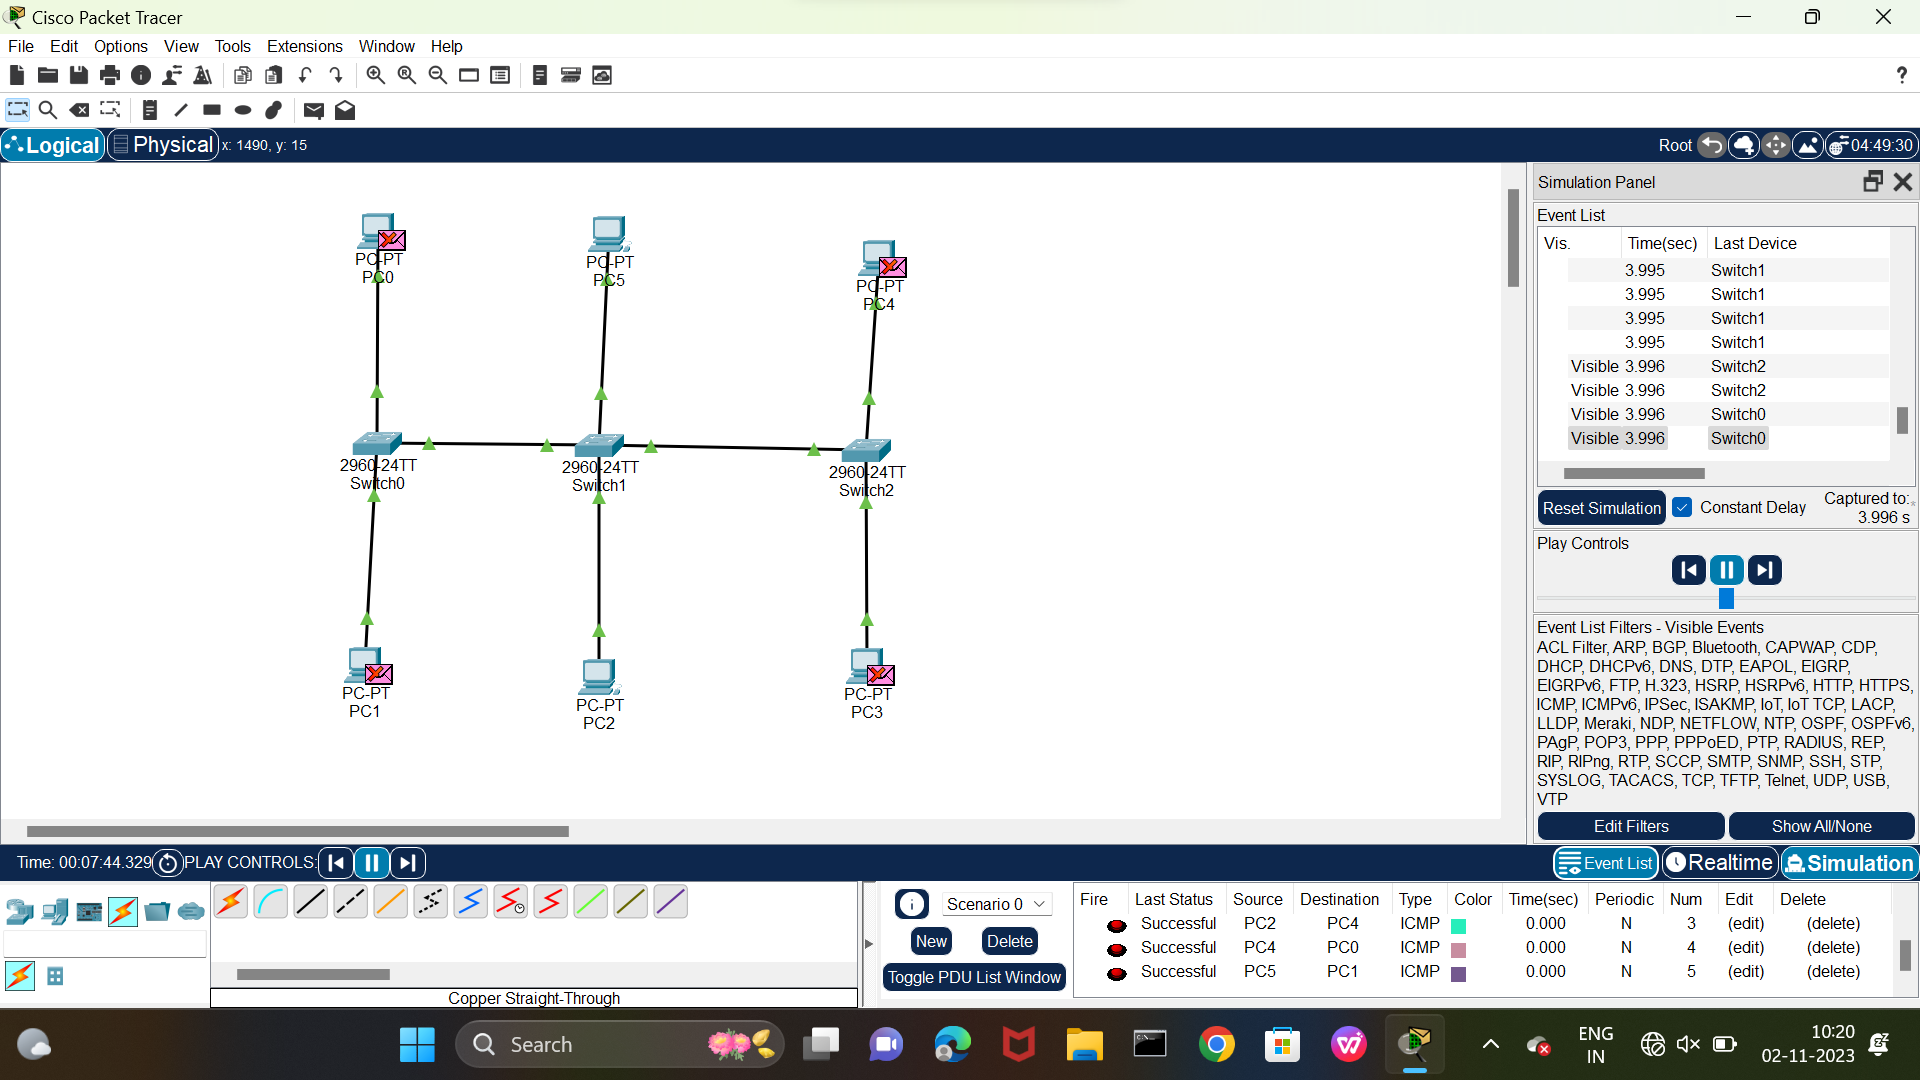 Cisco Packet Tracer
File Edit Options View Tools Extensions Window Help
?
Logical Physical x: 1490, y: 15
Root 04:49:30
PC-PT
PC0
PC-PT
PC5
PC-PT
PC4
2960-24TT
Switch0
2960-24TT
Switch1
2960-24TT
Switch2
PC-PT
PC1
PC-PT
PC2
PC-PT
PC3
Simulation Panel
Event List
Vis. Time(sec) Last Device
3.995 Switch1
3.995 Switch1
3.995 Switch1
3.995 Switch1
Visible 3.996 Switch2
Visible 3.996 Switch2
Visible 3.996 Switch0
Visible 3.996 Switch0
Reset Simulation Constant Delay Captured to:*
3.996 s
Play Controls
Event List Filters - Visible Events
ACL Filter, ARP, BGP, Bluetooth, CAPWAP, CDP,
DHCP, DHCPv6, DNS, DTP, EAPOL, EIGRP,
EIGRPv6, FTP, H.323, HSRP, HSRPv6, HTTP, HTTPS,
ICMP, ICMPv6, IPSec, ISAKMP, IoT, IoT TCP, LACP,
LLDP, Meraki, NDP, NETFLOW, NTP, OSPF, OSPFv6,
PAgP, POP3, PPP, PPPoED, PTP, RADIUS, REP,
RIP, RIPng, RTP, SCCP, SMTP, SNMP, SSH, STP,
SYSLOG, TACACS, TCP, TFTP, Telnet, UDP, USB,
VTP
Edit Filters Show All/None
Time: 00:07:44.329 PLAY CONTROLS:
Event List Realtime Simulation
Copper Straight-Through
Scenario 0
New Delete
Toggle PDU List Window
Fire Last Status Source Destination Type Color Time(sec) Periodic Num Edit Delete
Successful PC2 PC4 ICMP 0.000 N 3 (edit) (delete)
Successful PC4 PC0 ICMP 0.000 N 4 (edit) (delete)
Successful PC5 PC1 ICMP 0.000 N 5 (edit) (delete)
Search
ENG
IN
10:20
02-11-2023